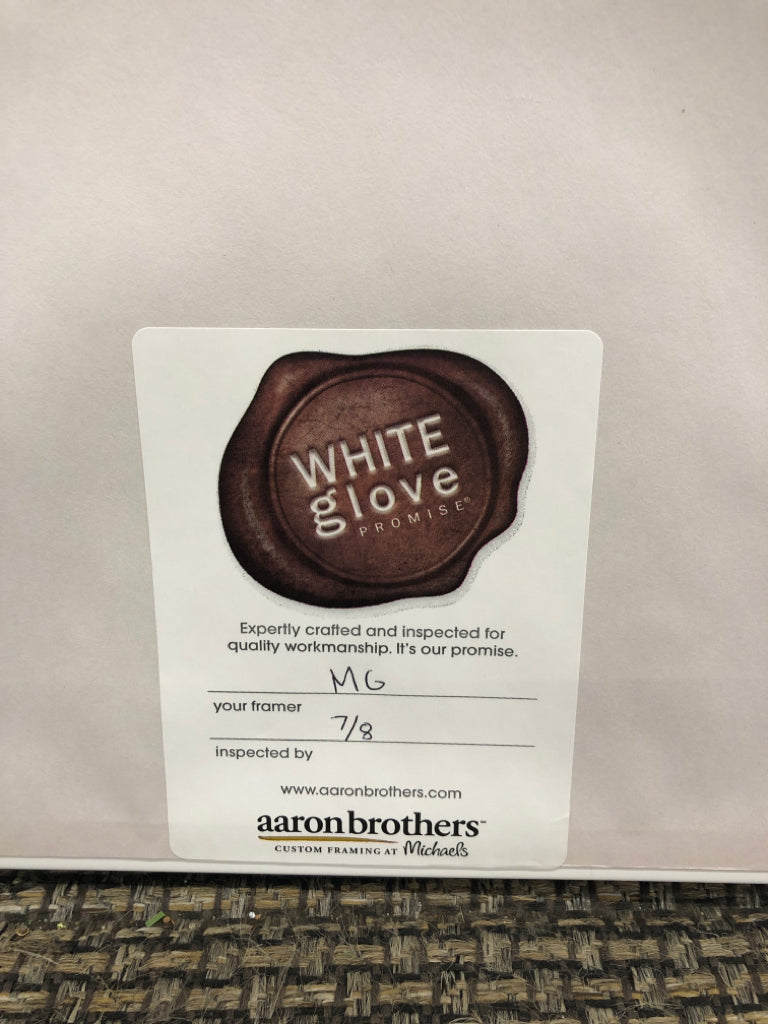 WHITE
glove
PROMISE®
Expertly crafted and inspected for
quality workmanship. It's our promise.
MG
your framer
7/8
inspected by
www.aaronbrothers.com
aaronbrothers™
CUSTOM FRAMING AT Michaels